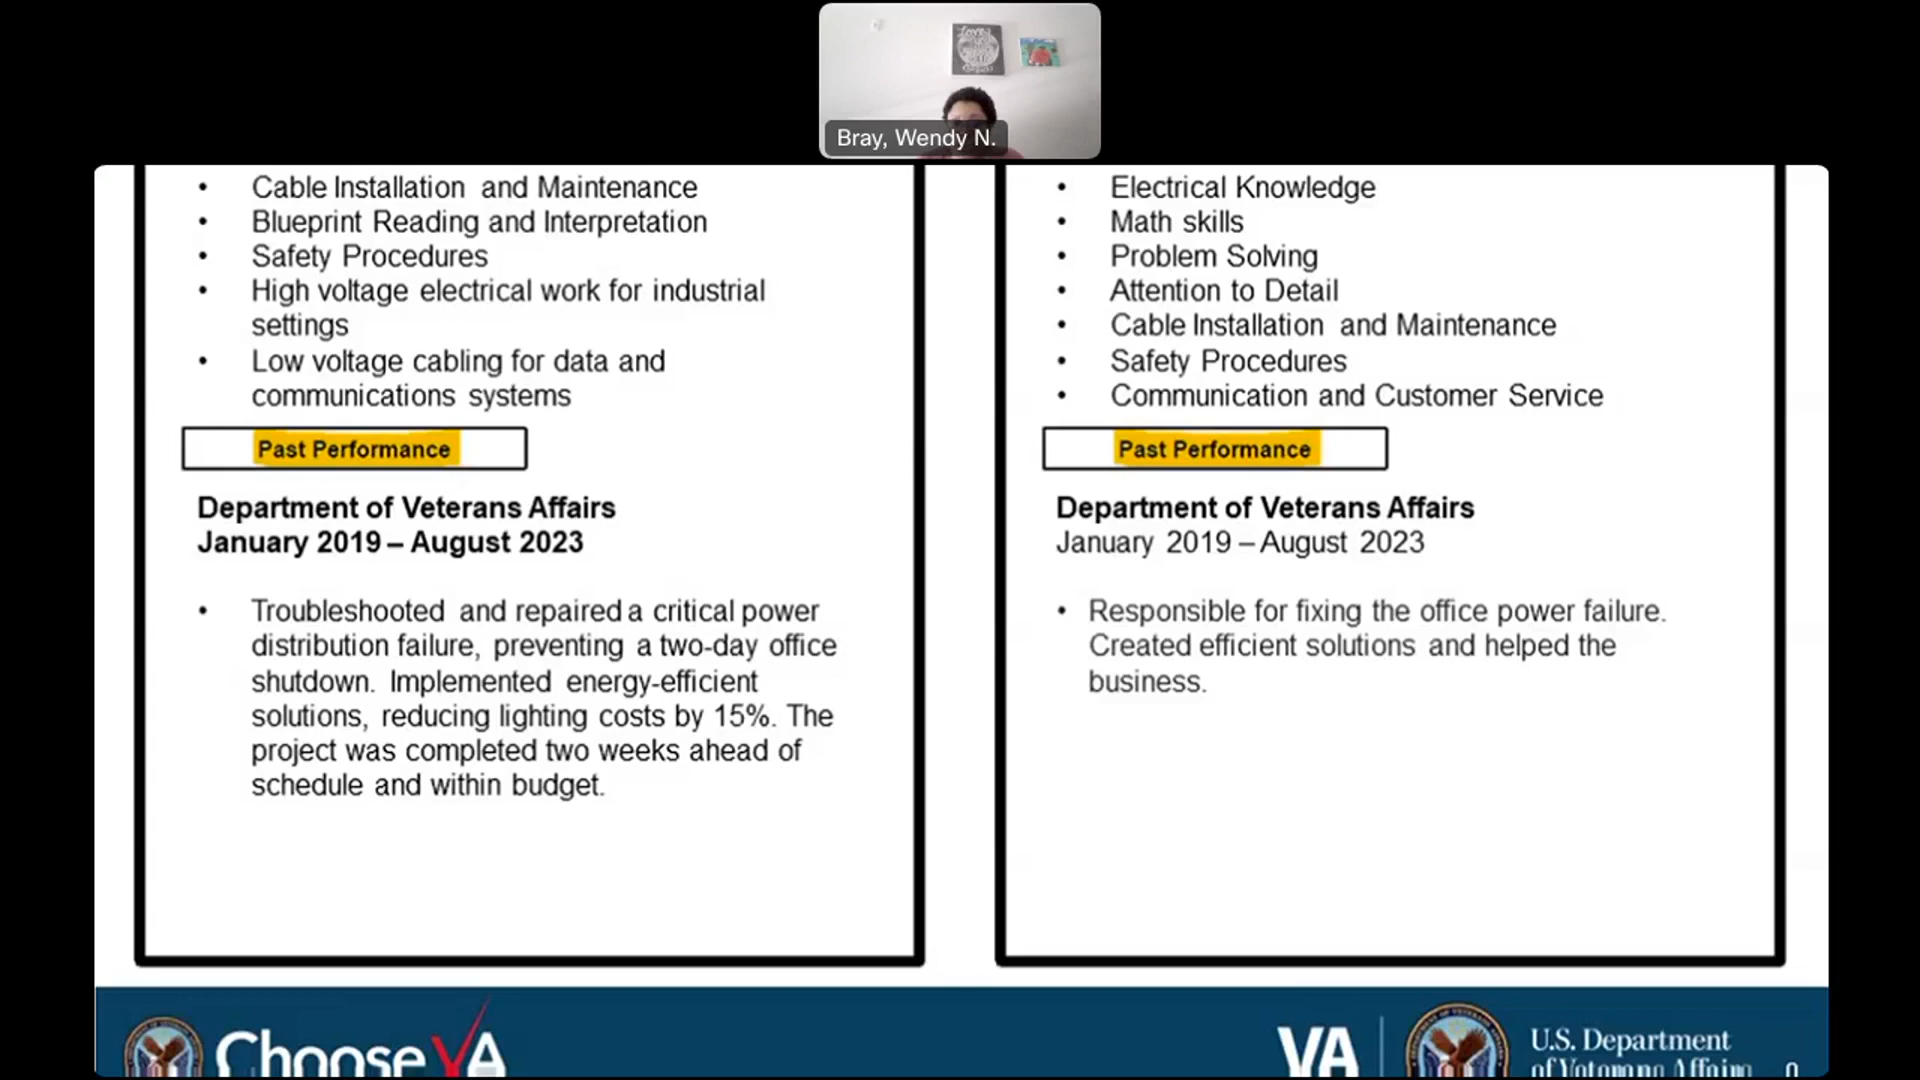 Bray, Wendy N.
• Cable Installation and Maintenance
• Blueprint Reading and Interpretation
• Safety Procedures
• High voltage electrical work for industrial
settings
• Low voltage cabling for data and
communications systems
Past Performance
Department of Veterans Affairs
January 2019 – August 2023
• Troubleshooted and repaired a critical power
distribution failure, preventing a two-day office
shutdown. Implemented energy-efficient
solutions, reducing lighting costs by 15%. The
project was completed two weeks ahead of
schedule and within budget.
• Electrical Knowledge
• Math skills
• Problem Solving
• Attention to Detail
• Cable Installation and Maintenance
• Safety Procedures
• Communication and Customer Service
Past Performance
Department of Veterans Affairs
January 2019 – August 2023
• Responsible for fixing the office power failure.
Created efficient solutions and helped the
business.
Choose VA
VA
U.S. Department
of Veterans Affairs